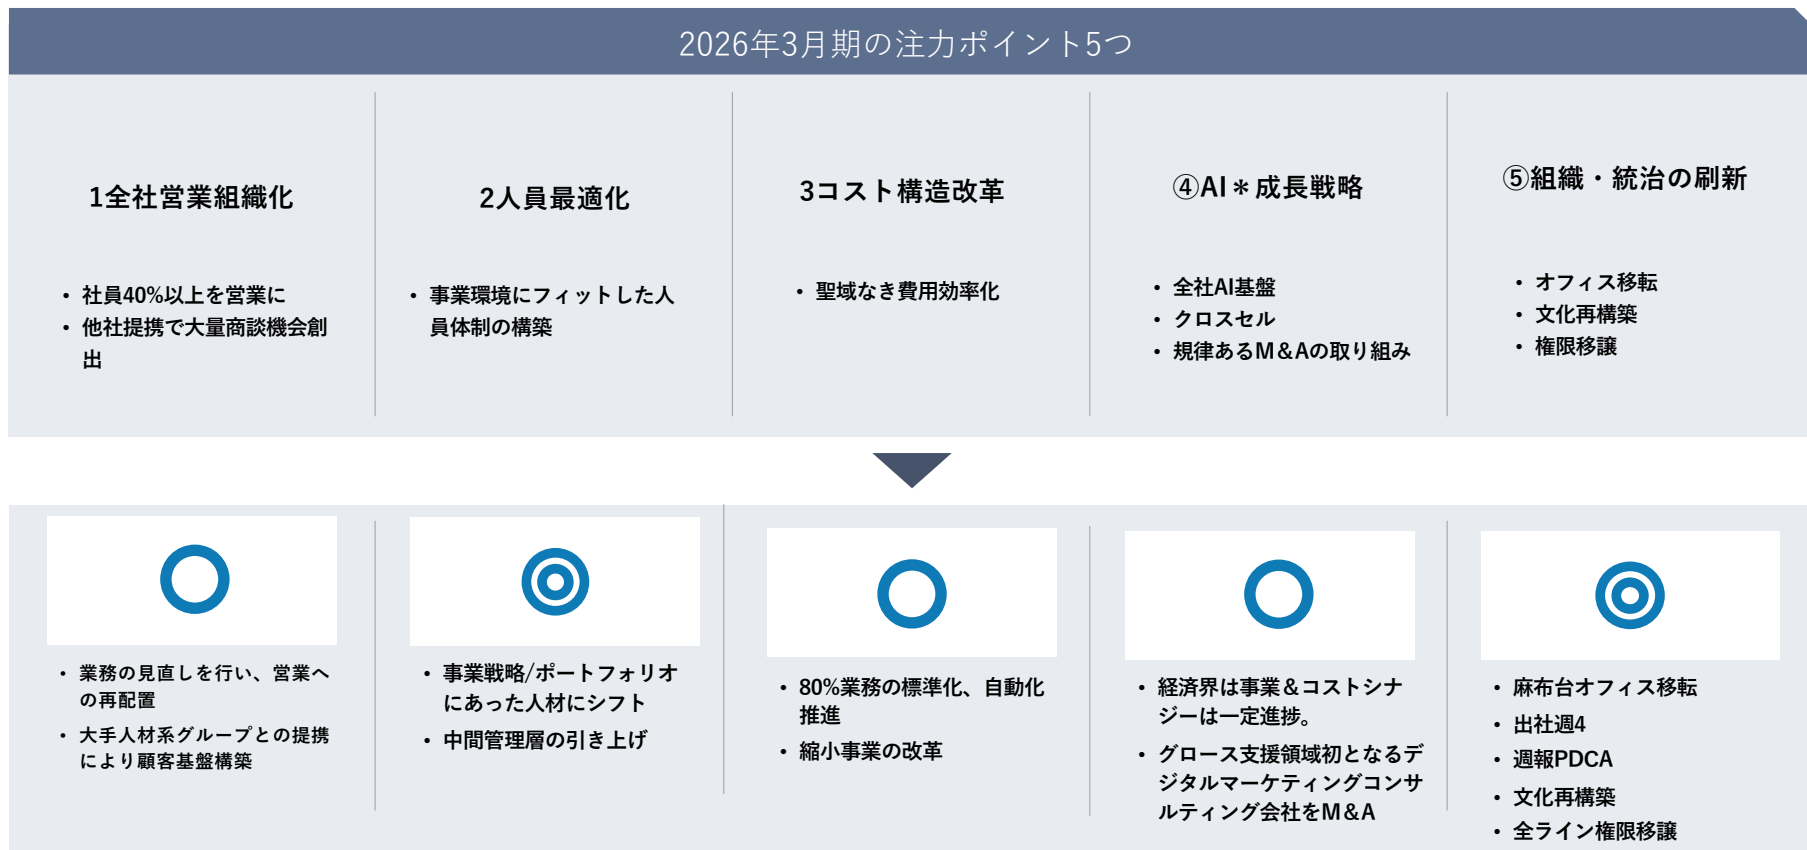 2026年3月期の注力ポイント5つ
1全社営業組織化
• 社員40%以上を営業に
• 他社提携で大量商談機会創
出
2人員最適化
• 事業環境にフィットした人
員体制の構築
3コスト構造改革
• 聖域なき費用効率化
④AI＊成長戦略
• 全社AI基盤
• クロスセル
• 規律あるM＆Aの取り組み
⑤組織・統治の刷新
• オフィス移転
• 文化再構築
• 権限移譲
• 業務の見直しを行い、営業へ
の再配置
• 大手人材系グループとの提携
により顧客基盤構築
• 事業戦略/ポートフォリオ
にあった人材にシフト
• 中間管理層の引き上げ
• 80%業務の標準化、自動化
推進
• 縮小事業の改革
• 経済界は事業＆コストシナ
ジーは一定進捗。
• グロース支援領域初となるデ
ジタルマーケティングコンサ
ルティング会社をM＆A
• 麻布台オフィス移転
• 出社週4
• 週報PDCA
• 文化再構築
• 全ライン権限移譲